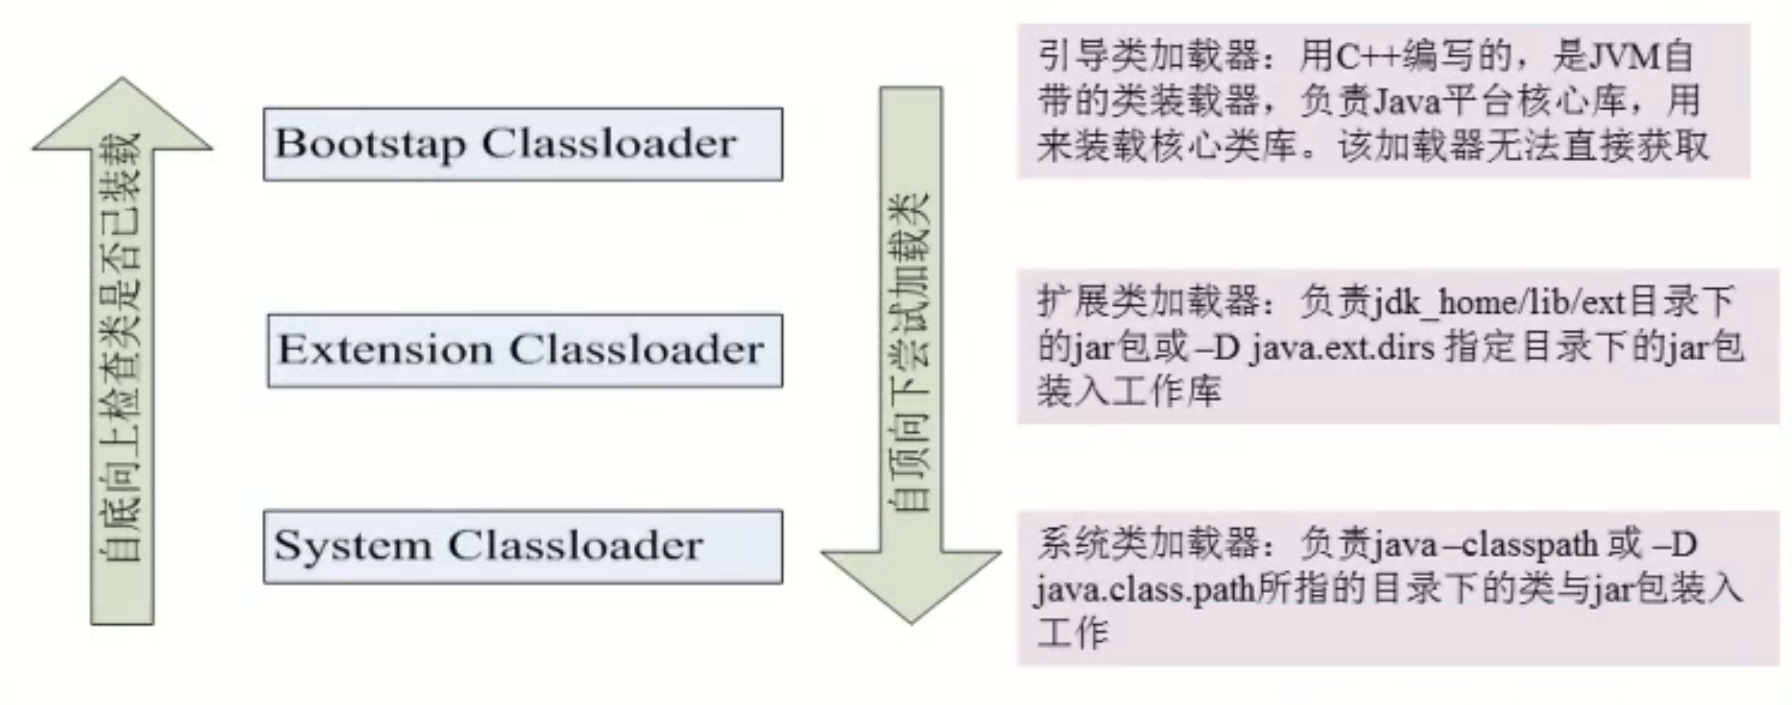 自底向上检查类是否已装载
Bootstap Classloader
Extension Classloader
System Classloader
自顶向下尝试加载类
引导类加载器：用C++编写的，是JVM自
带的类装载器，负责Java平台核心库，用
来装载核心类库。该加载器无法直接获取
扩展类加载器：负责jdk_home/lib/ext目录下
的jar包或 –D java.ext.dirs 指定目录下的jar包
装入工作库
系统类加载器：负责java –classpath 或 –D
java.class.path所指的目录下的类与jar包装入
工作